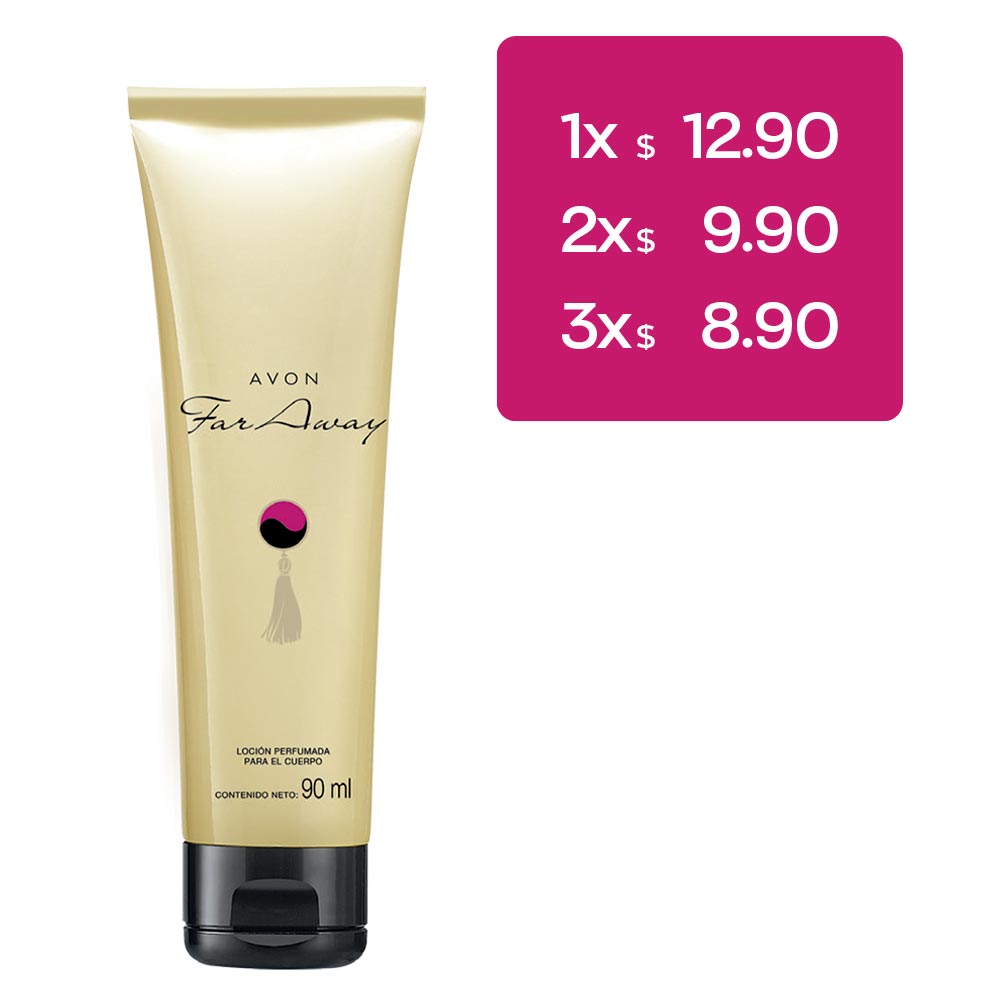 AVON
Far Away
LOCIÓN PERFUMADA
PARA EL CUERPO
CONTENIDO NETO: 90 ml
1x $ 12.90
2x $ 9.90
3x $ 8.90